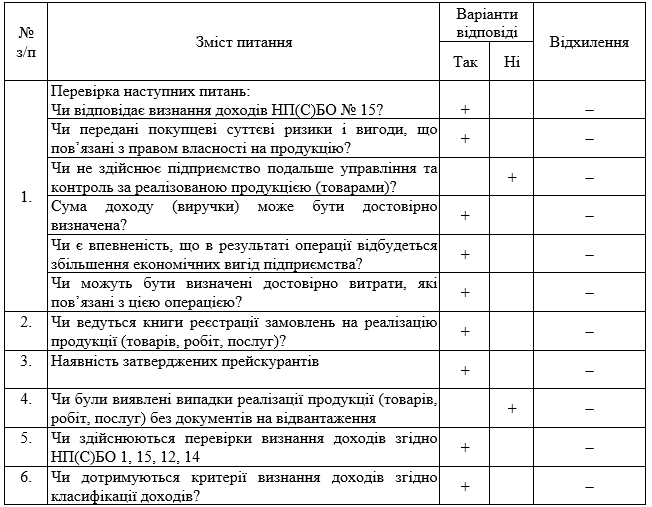 №
з/п
Зміст питання
Варіанти
відповіді
Відхилення
Так
Ні
1.
Перевірка наступних питань:
Чи відповідає визнання доходів НП(С)БО № 15?
+
–
Чи передані покупцеві суттєві ризики і вигоди, що
пов’язані з правом власності на продукцію?
+
–
Чи не здійснює підприємство подальше управління та
контроль за реалізованою продукцією (товарами)?
+
–
Сума доходу (виручки) може бути достовірно
визначена?
+
–
Чи є впевненість, що в результаті операції відбудеться
збільшення економічних вигід підприємства?
+
–
Чи можуть бути визначені достовірно витрати, які
пов’язані з цією операцією?
+
–
2.
Чи ведуться книги реєстрації замовлень на реалізацію
продукції (товарів, робіт, послуг)?
+
–
3.
Наявність затверджених прейскурантів
+
–
4.
Чи були виявлені випадки реалізації продукції (товарів,
робіт, послуг) без документів на відвантаження
+
–
5.
Чи здійснюються перевірки визнання доходів згідно
НП(С)БО 1, 15, 12, 14
+
–
6.
Чи дотримуються критерії визнання доходів згідно
класифікації доходів?
+
–